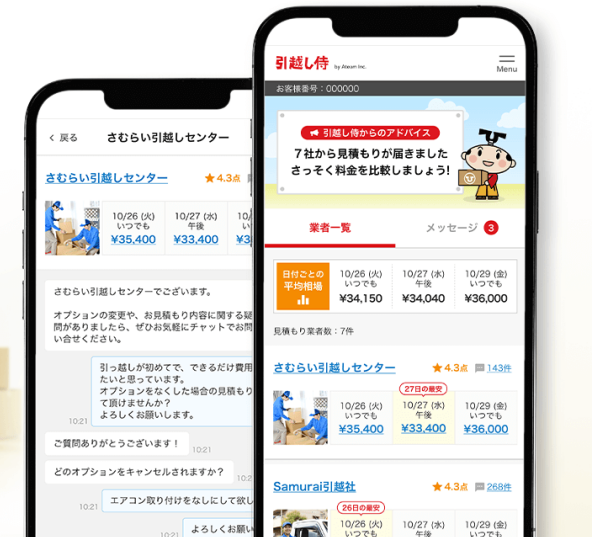 戻る
さむらい引越しセンター
さむらい引越しセンター
4.3点
10/26 (火)
いつでも
¥35,400
10/27 (水)
午後
¥33,400
10/
い
¥3
さむらい引越しセンターでございます。
オプションの変更や、お見積もり内容に関する疑
問がありましたら、ぜひお気軽にチャットでお問
い合せください。
引っ越しが初めてで、できるだけ費用
たいと思っています。
オプションをなくした場合の見積もり
て頂けませんか？
よろしくお願します。
10:21
ご質問ありがとうございます！
10:21
どのオプションをキャンセルされますか？
10:2
エアコン取り付けをなしにして欲し
10:21
よろしくお願い
10:21
引越し侍
by Ateam Inc.
Menu
お客様番号：000000
引越し侍からのアドバイス
７社から見積もりが届きました
さっそく料金を比較しましょう!
業者一覧
メッセージ 3
日付ごとの
平均相場
10/26 (火)
いつでも
¥34,150
10/27 (水)
午後
¥34,040
10/29 (金)
いつでも
¥36,000
見積もり業者数：7件
さむらい引越しセンター
4.3点
143件
10/26 (火)
いつでも
¥35,400
27日の最安
10/27 (水)
午後
¥33,400
10/29 (金)
いつでも
¥36,000
Samurai引越社
4.3点
268件
26日の最安
10/26 (火)
いつでも
10/27 (水)
午後
10/29 (金)
いつでも